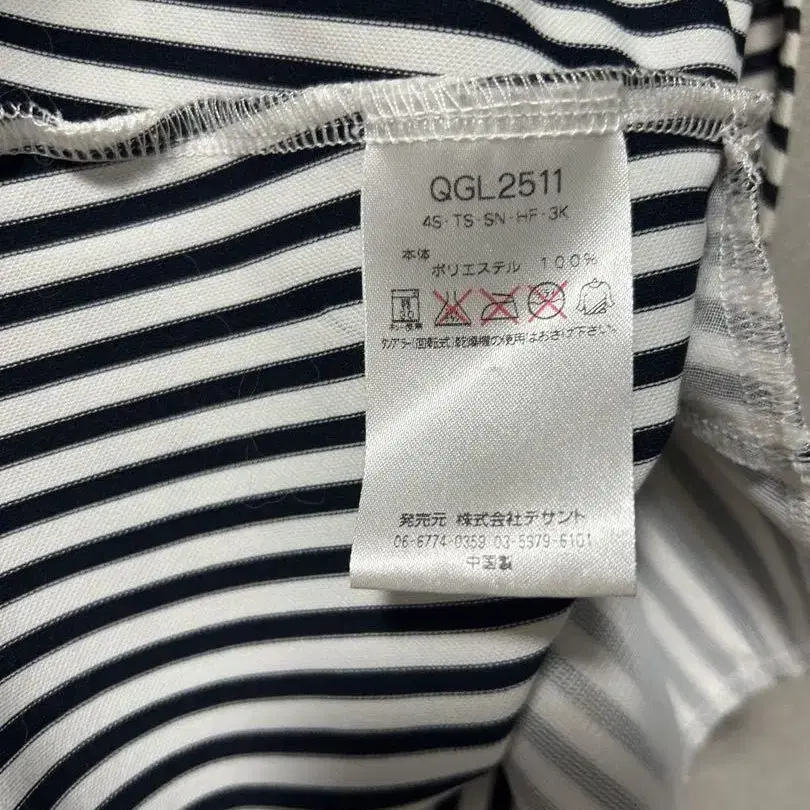 QGL2511
4S-TS-SN-HF-3K
本体
ポリエステル 100%
タンブラー(回転式)乾燥機の使用はおさけ下さい。
発売元 株式会社デサント
06-6774-0359 03-5979-6101
中国製